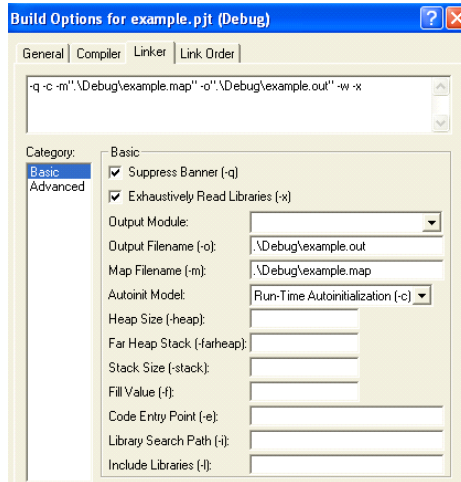 Build Options for example.pjt (Debug)
General Compiler Linker Link Order
-q -c -m".\Debug\example.map" -o".\Debug\example.out" -w -x
Category:
Basic
Advanced
Basic
Suppress Banner (-q)
Exhaustively Read Libraries (-x)
Output Module:
Output Filename (-o): .\Debug\example.out
Map Filename (-m): .\Debug\example.map
Autoinit Model: Run-Time Autoinitialization (-c)
Heap Size (-heap):
Far Heap Stack (-farheap):
Stack Size (-stack):
Fill Value (-f):
Code Entry Point (-e):
Library Search Path (-i):
Include Libraries (-l):